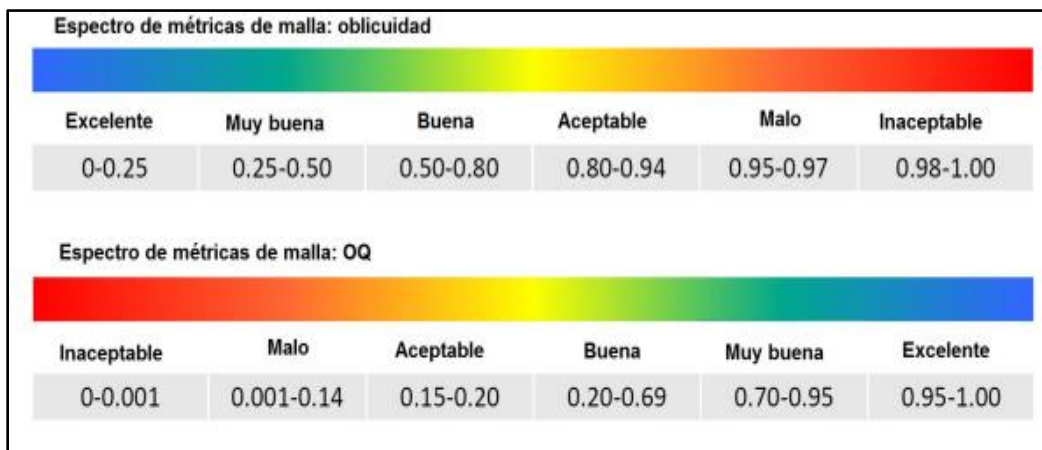 Espectro de métricas de malla: oblicuidad
Excelente Muy buena Buena Aceptable Malo Inaceptable
0-0.25 0.25-0.50 0.50-0.80 0.80-0.94 0.95-0.97 0.98-1.00
Espectro de métricas de malla: OQ
Inaceptable Malo Aceptable Buena Muy buena Excelente
0-0.001 0.001-0.14 0.15-0.20 0.20-0.69 0.70-0.95 0.95-1.00